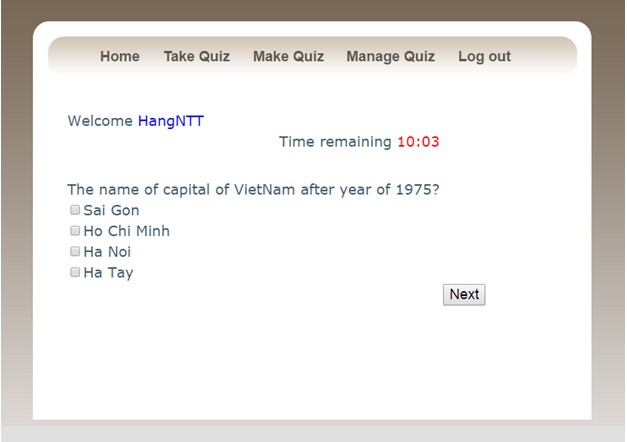 Home Take Quiz Make Quiz Manage Quiz Log out
Welcome HangNTT
Time remaining 10:03
The name of capital of VietNam after year of 1975?
Sai Gon
Ho Chi Minh
Ha Noi
Ha Tay
Next